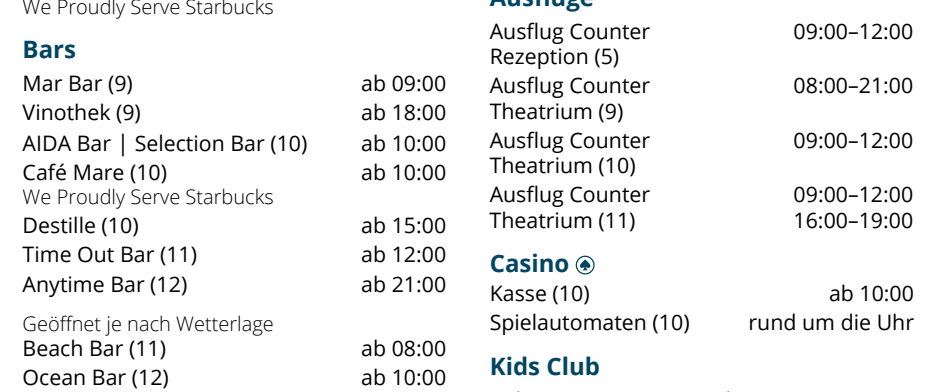 We Proudly Serve Starbucks
Bars
Mar Bar (9) ab 09:00
Vinothek (9) ab 18:00
AIDA Bar | Selection Bar (10) ab 10:00
Café Mare (10) ab 10:00
We Proudly Serve Starbucks
Destille (10) ab 15:00
Time Out Bar (11) ab 12:00
Anytime Bar (12) ab 21:00
Geöffnet je nach Wetterlage
Beach Bar (11) ab 08:00
Ocean Bar (12) ab 10:00
Ausflüge
Ausflug Counter 09:00–12:00
Rezeption (5)
Ausflug Counter 08:00–21:00
Theatrium (9)
Ausflug Counter 09:00–12:00
Theatrium (10)
Ausflug Counter 09:00–12:00
Theatrium (11) 16:00–19:00
Casino
Kasse (10) ab 10:00
Spielautomaten (10) rund um die Uhr
Kids Club